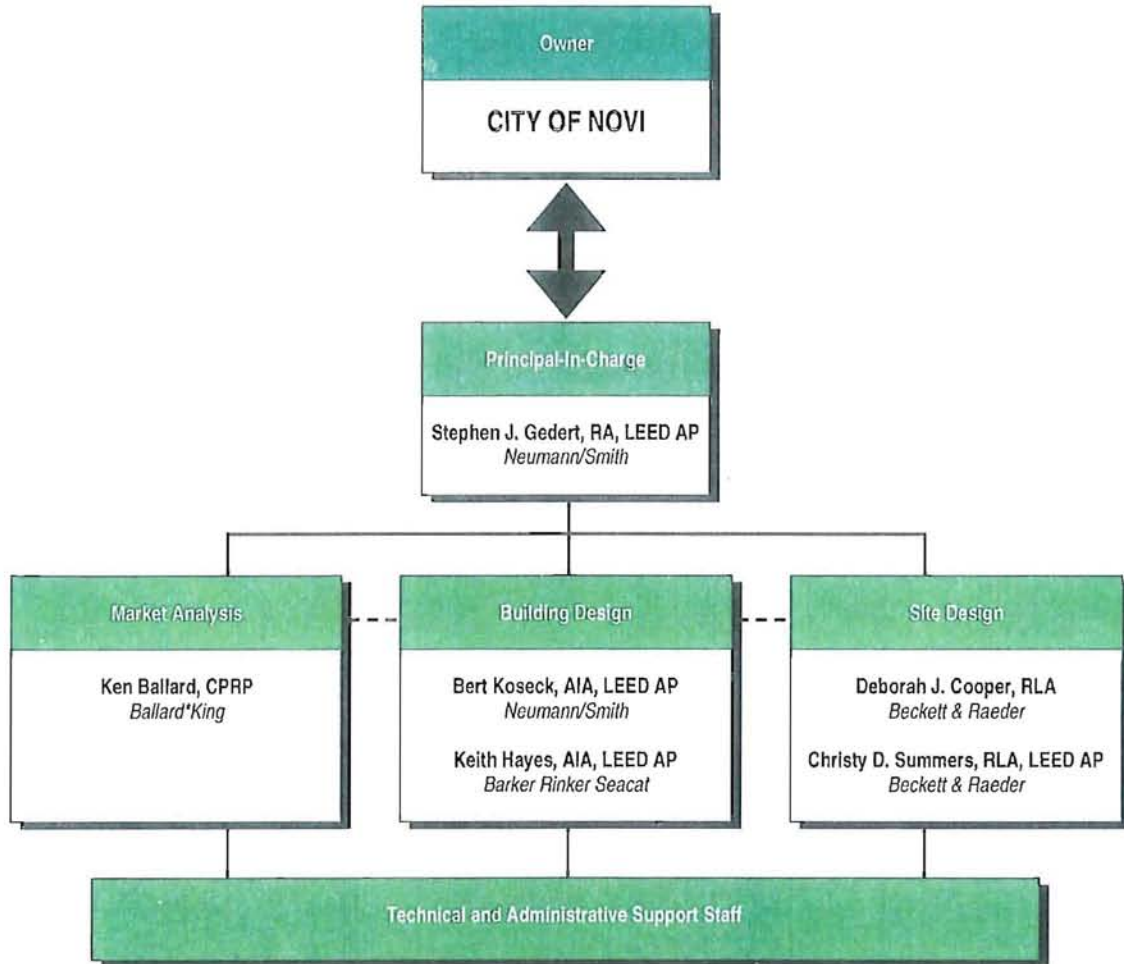 Owner
CITY OF NOVI
Principal-In-Charge
Stephen J. Gedert, RA, LEED AP
Neumann/Smith
Market Analysis
Ken Ballard, CPRP
Ballard*King
Building Design
Bert Koseck, AIA, LEED AP
Neumann/Smith
Keith Hayes, AIA, LEED AP
Barker Rinker Seacat
Site Design
Deborah J. Cooper, RLA
Beckett & Raeder
Christy D. Summers, RLA, LEED AP
Beckett & Raeder
Technical and Administrative Support Staff